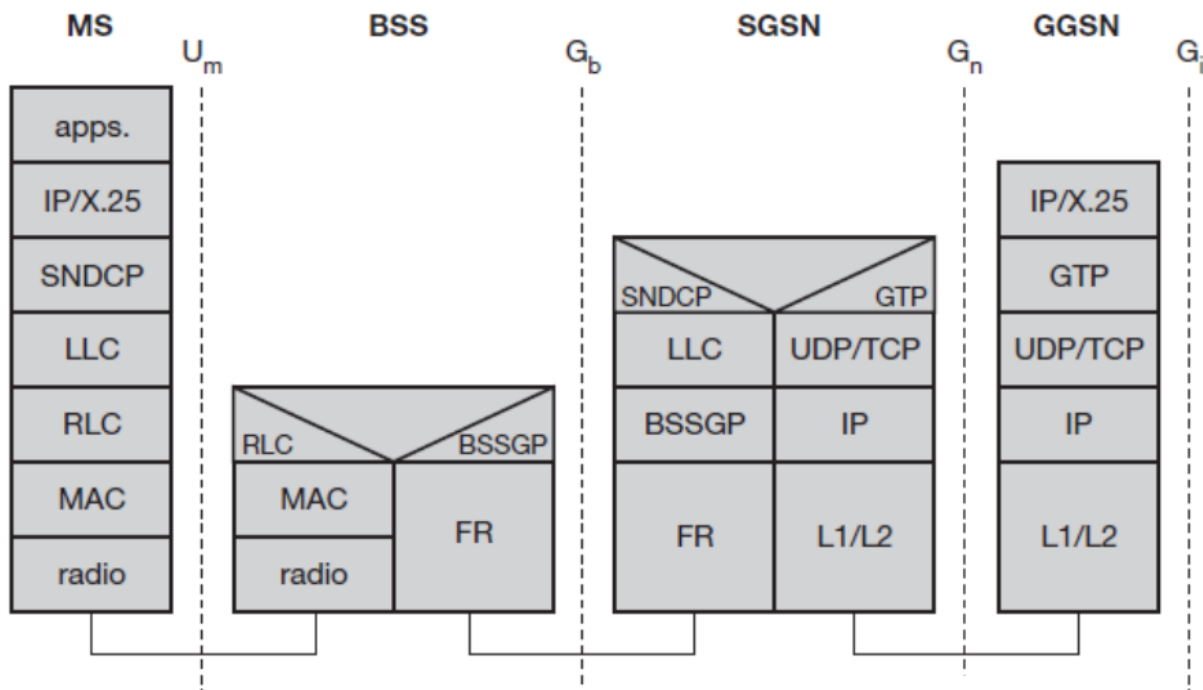 MS BSS SGSN GGSN
Um Gb Gn Gi
apps.
IP/X.25 IP/X.25
SNDCP SNDCP GTP GTP
LLC LLC UDP/TCP UDP/TCP
RLC RLC BSSGP BSSGP IP IP
MAC MAC FR FR L1/L2 L1/L2
radio radio